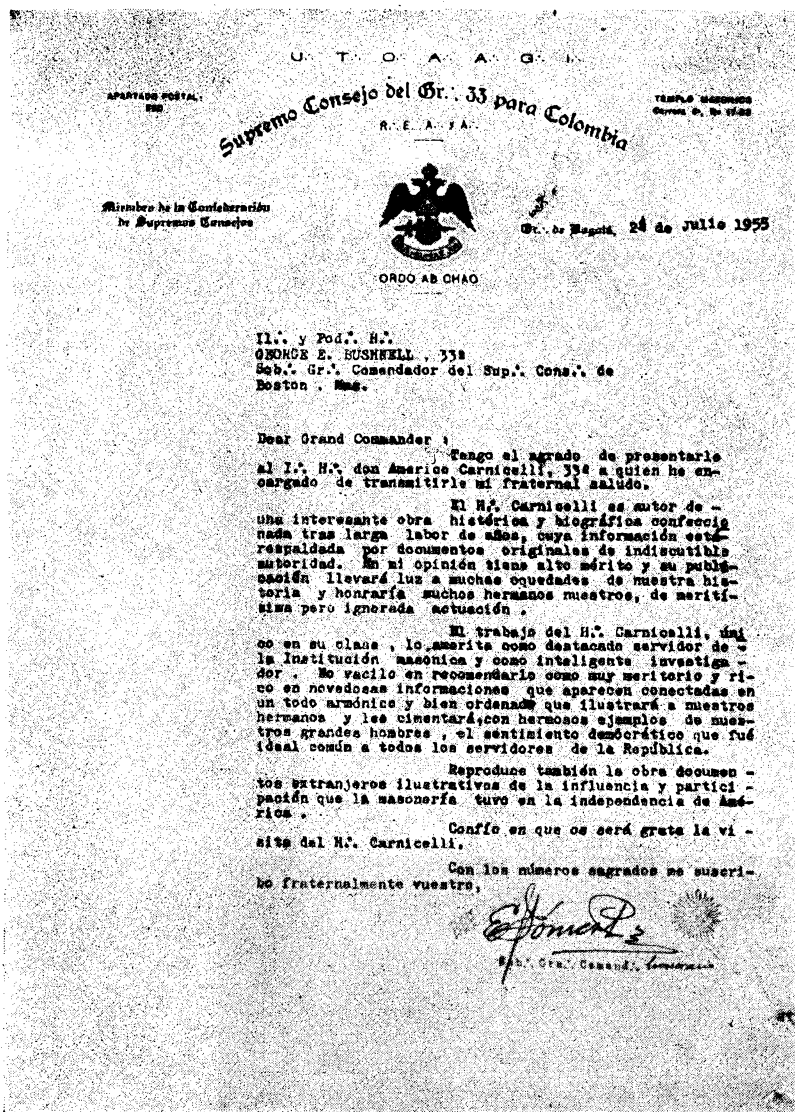 U∴ T∴ O∴ A∴ A∴ G∴ I∴
APARTADO POSTAL:
TEMPLO MASONICO
Supremo Consejo del Gr∴ 33 para Colombia
R∴ E∴ A∴ y A∴
Miembro de la Confederación
de Supremos Consejos
Or∴ de Bogotá, 24 de Julio 1955
ORDO AB CHAO
Il∴ y Pod∴ H∴
GEORGE E. BUSHNELL , 33º
Sob∴ Gr∴ Comendador del Sup∴ Cons∴ de
Boston , Mas.
Dear Grand Commander :
Tengo el agrado de presentarle
al I∴ H∴ don Americo Carnicelli, 33º a quien he en-
cargado de transmitirle mi fraternal saludo.
El H∴ Carnicelli es autor de -
una interesante obra histórica y biográfica confeccio
nada tras larga labor de años, cuya información está
respaldada por documentos originales de indiscutible
autoridad. En mi opinión tiene alto mérito y su publi-
cación llevará luz a muchas oquedades de nuestra his-
toria y honraría muchos hermanos nuestros, de merití-
sima pero ignorada actuación .
El trabajo del H∴ Carnicelli, úni
co en su clase , lo amerita como destacado servidor de -
la Institución masónica y como inteligente investiga -
dor . No vacilo en recomendarlo como muy meritorio y ri-
co en novedosas informaciones que aparecen conectadas en
un todo armónico y bien ordenado que ilustrará a nuestros
hermanos y les cimentará,con hermosos ejemplos de nues-
tros grandes hombres , el sentimiento democrático que fué
ideal común a todos los servidores de la República.
Reproduce también la obra documen -
tos extranjeros ilustrativos de la influencia y partici -
pación que la masonería tuvo en la independencia de Amé-
rica .
Confío en que os será grata la vi -
sita del H∴ Carnicelli.
Con los números sagrados me suscri-
bo fraternalmente vuestro,
Sob∴ Gra∴ Comend∴